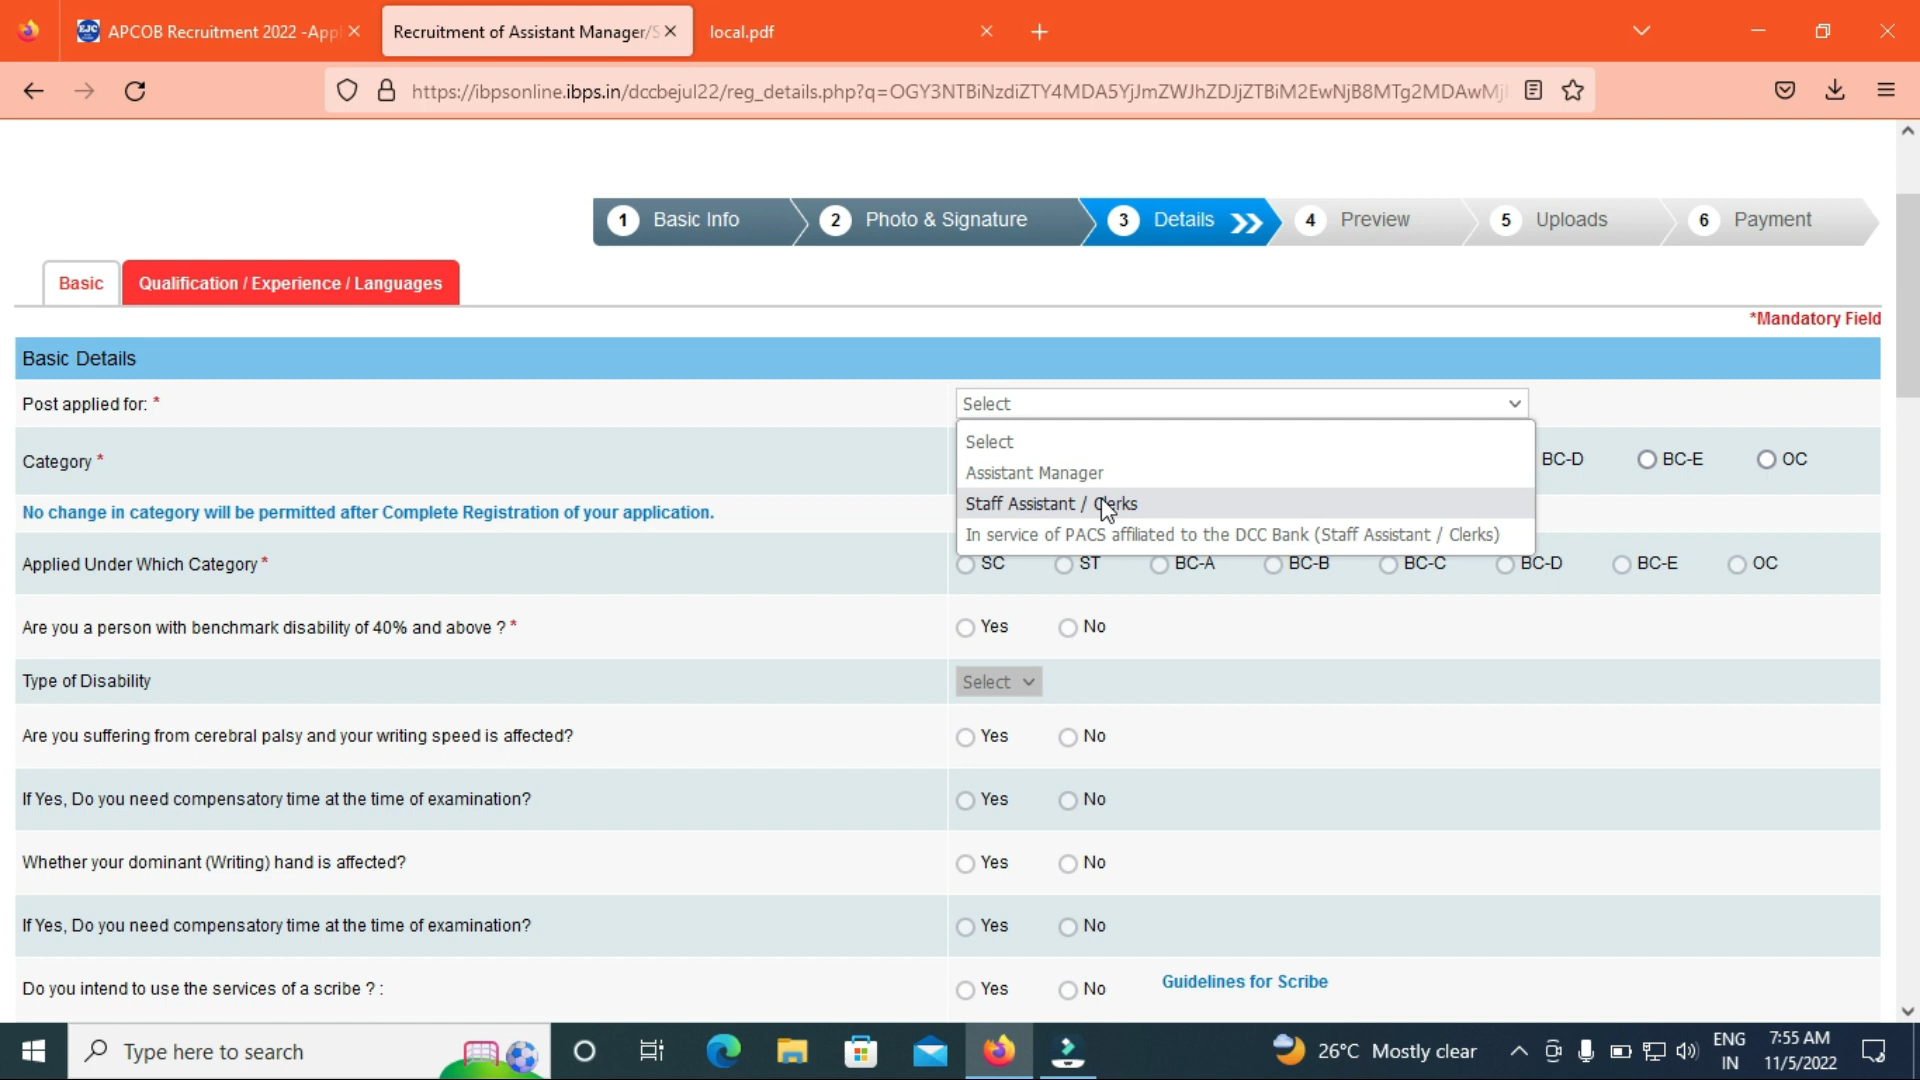 EJC APCOB Recruitment 2022 -Appl
Recruitment of Assistant Manager/S
local.pdf
https://ibpsonline.ibps.in/dccbejul22/reg_details.php?q=OGY3NTBiNzdiZTY4MDA5YjJmZWJhZDJjZTBiM2EwNjB8MTg2MDAwMj
1 Basic Info
2 Photo & Signature
3 Details
4 Preview
5 Uploads
6 Payment
Basic
Qualification / Experience / Languages
*Mandatory Field
Basic Details
Post applied for: *
Select
Select
Assistant Manager
Staff Assistant / Clerks
In service of PACS affiliated to the DCC Bank (Staff Assistant / Clerks)
Category *
BC-D BC-E OC
No change in category will be permitted after Complete Registration of your application.
Applied Under Which Category *
SC ST BC-A BC-B BC-C BC-D BC-E OC
Are you a person with benchmark disability of 40% and above ? *
Yes No
Type of Disability
Select
Are you suffering from cerebral palsy and your writing speed is affected?
Yes No
If Yes, Do you need compensatory time at the time of examination?
Yes No
Whether your dominant (Writing) hand is affected?
Yes No
If Yes, Do you need compensatory time at the time of examination?
Yes No
Do you intend to use the services of a scribe ? :
Yes No
Guidelines for Scribe
Type here to search
26°C Mostly clear
ENG
IN
7:55 AM
11/5/2022